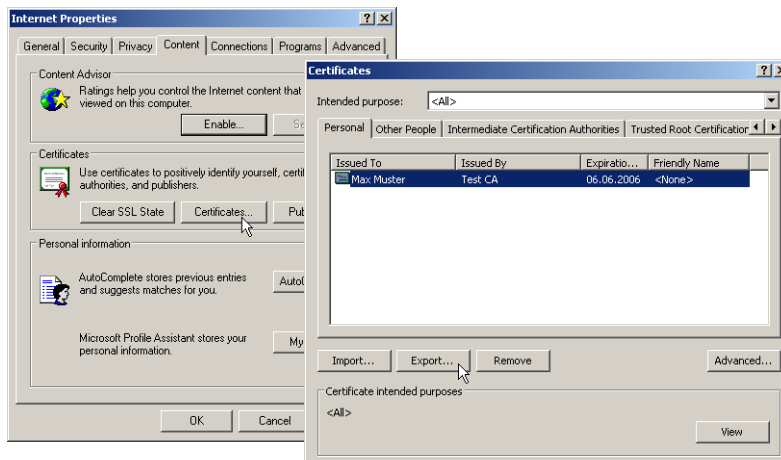 Internet Properties
General Security Privacy Content Connections Programs Advanced
Content Advisor
Ratings help you control the Internet content that
viewed on this computer.
Enable...
Certificates
Use certificates to positively identify yourself,
authorities, and publishers.
Clear SSL State Certificates...
Personal information
AutoComplete stores previous entries
and suggests matches for you.
Microsoft Profile Assistant stores your
personal information.
My
OK Cancel
Certificates
Intended purpose: <All>
Personal Other People Intermediate Certification Authorities Trusted Root Certification
Issued To Issued By Expiratio... Friendly Name
Max Muster Test CA 06.06.2006 <None>
Import... Export... Remove Advanced...
Certificate intended purposes
<All>
View